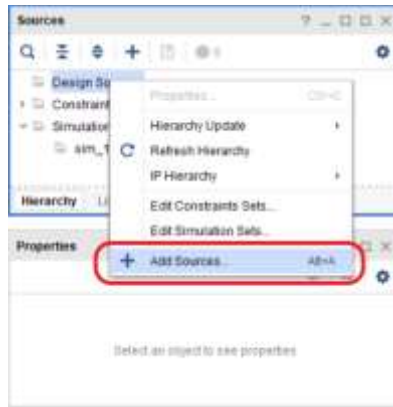 Sources
Design So
Properties...
Constraint
Hierarchy Update
Simulation
sim_1
Refresh Hierarchy
IP Hierarchy
Hierarchy
Edit Constraints Sets...
Edit Simulation Sets...
Properties
Add Sources...
Alt+A
Select an object to see properties